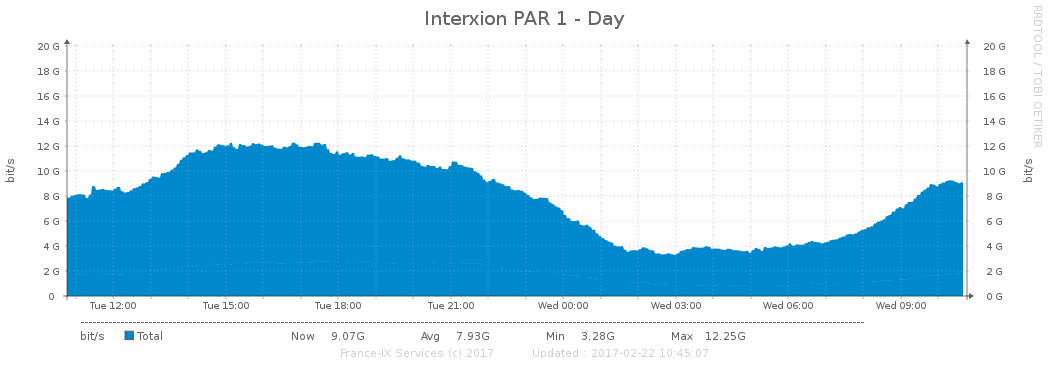 Interxion PAR 1 - Day
RRDTOOL / TOBI OETIKER
20 G 20 G
18 G 18 G
16 G 16 G
14 G 14 G
12 G 12 G
10 G 10 G
8 G 8 G
6 G 6 G
4 G 4 G
2 G 2 G
0 0 G
bit/s bit/s
Tue 12:00 Tue 15:00 Tue 18:00 Tue 21:00 Wed 00:00 Wed 03:00 Wed 06:00 Wed 09:00
bit/s Total Now 9.07G Avg 7.93G Min 3.28G Max 12.25G
France-IX Services (c) 2017 Updated : 2017-02-22 10:45:07